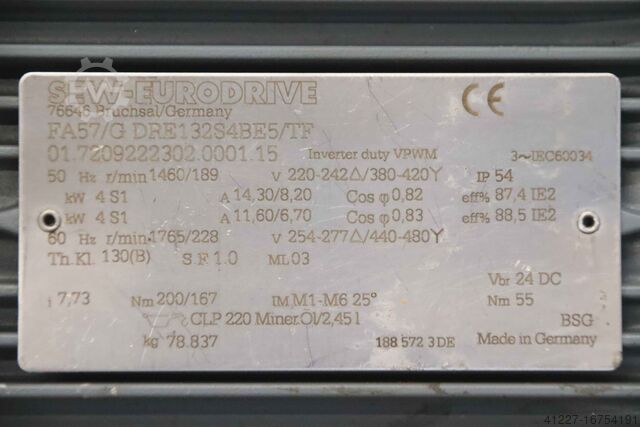 SEW-EURODRIVE
76646 Bruchsal/Germany
CE
FA57/G DRE132S4BE5/TF
01.7209222302.0001.15 Inverter duty VPWM 3~IEC60034
50 Hz r/min 1460/189 V 220-242△/380-420Y IP 54
kW 4 S1 A 14,30/8,20 Cos φ 0,82 eff% 87,4 IE2
kW 4 S1 A 11,60/6,70 Cos φ 0,83 eff% 88,5 IE2
60 Hz r/min 1765/228 V 254-277△/440-480Y
Th.Kl. 130(B) S.F 1.0 ML 03
Vbr 24 DC
i 7,73 Nm 200/167 IM M1-M6 25° Nm 55
CLP 220 Miner.Öl/2,45 l BSG
kg 78.837 188 572 3 DE Made in Germany
41227-16754191